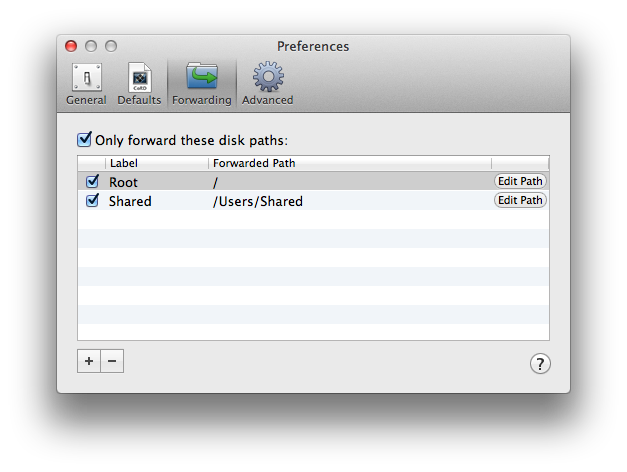 Preferences
General Defaults Forwarding Advanced
Only forward these disk paths:
Label Forwarded Path
Root / Edit Path
Shared /Users/Shared Edit Path
+ − ?